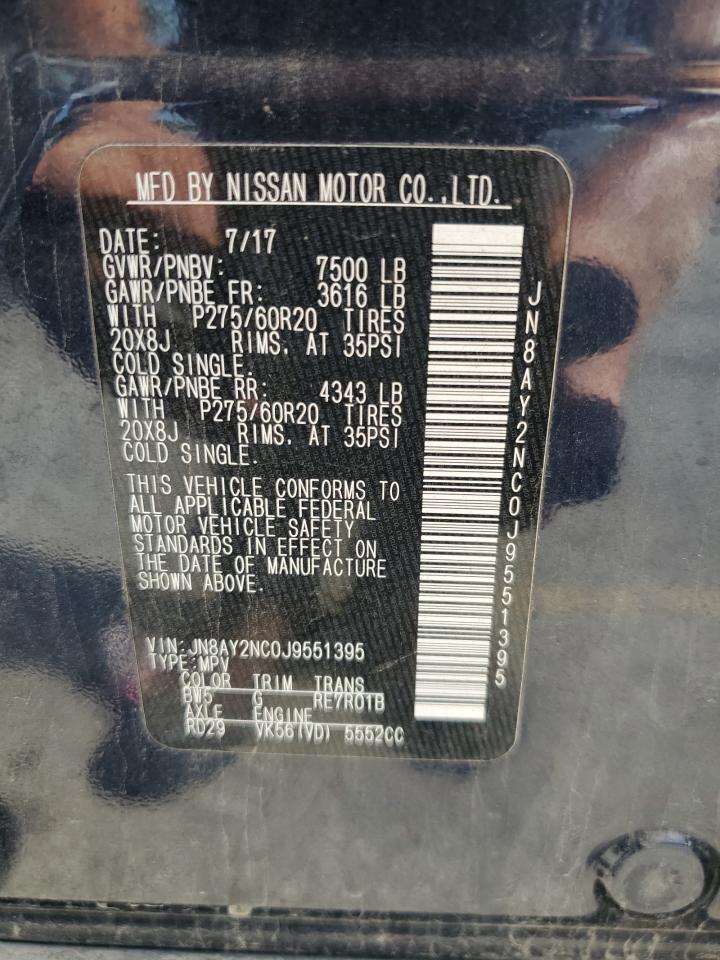 MFD BY NISSAN MOTOR CO.,LTD.
DATE: 7/17
GVWR/PNBV: 7500 LB
GAWR/PNBE FR: 3616 LB
WITH P275/60R20 TIRES
20X8J RIMS, AT 35PSI
COLD SINGLE.
GAWR/PNBE RR: 4343 LB
WITH P275/60R20 TIRES
20X8J RIMS, AT 35PSI
COLD SINGLE.
THIS VEHICLE CONFORMS TO
ALL APPLICABLE FEDERAL
MOTOR VEHICLE SAFETY
STANDARDS IN EFFECT ON
THE DATE OF MANUFACTURE
SHOWN ABOVE.
VIN:JN8AY2NC0J9551395
TYPE:MPV
COLOR TRIM TRANS
BW5 G RE7R01B
AXLE ENGINE
RD29 VK56(VD) 5552CC
JN8AY2NC0J9551395